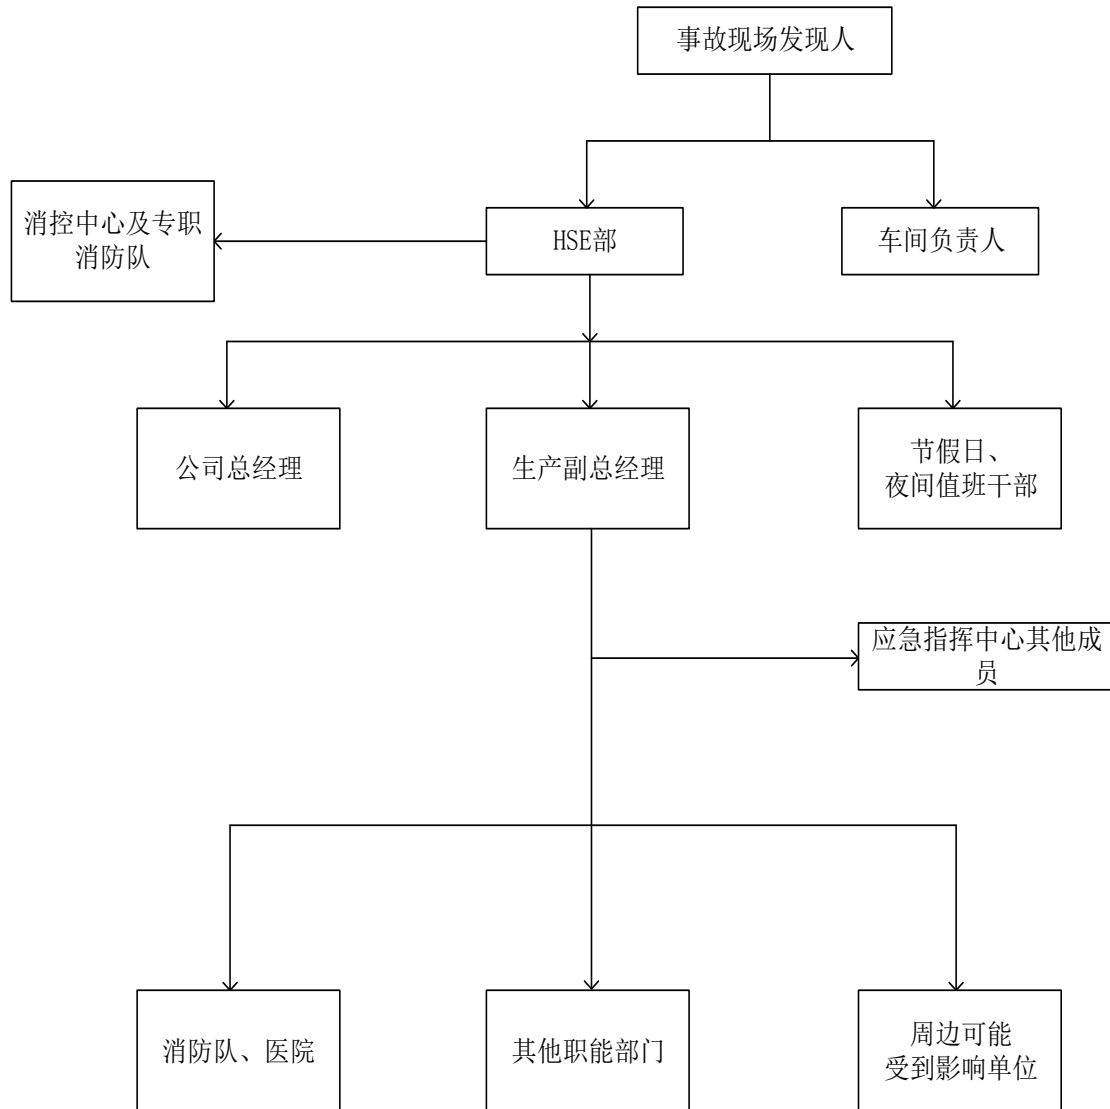 事故现场发现人
消控中心及专职
消防队
HSE部
车间负责人
公司总经理
生产副总经理
节假日、
夜间值班干部
应急指挥中心其他成
员
消防队、医院
其他职能部门
周边可能
受到影响单位